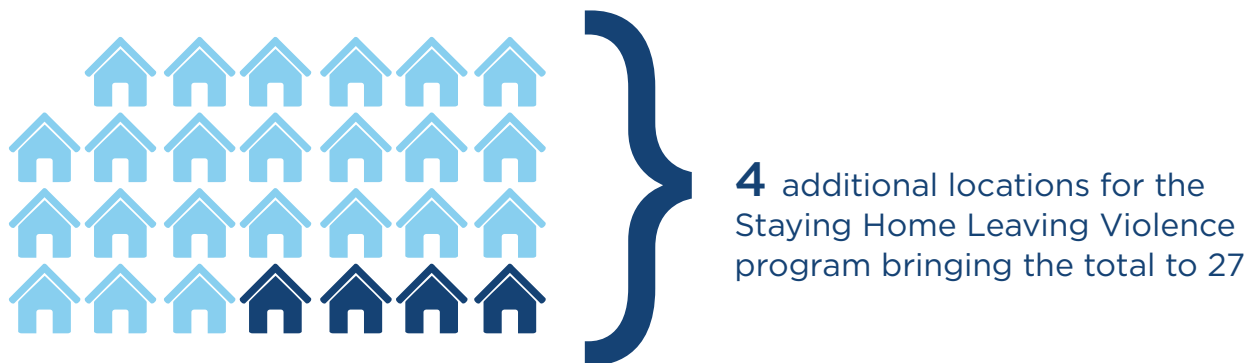 4 additional locations for the
Staying Home Leaving Violence
program bringing the total to 27